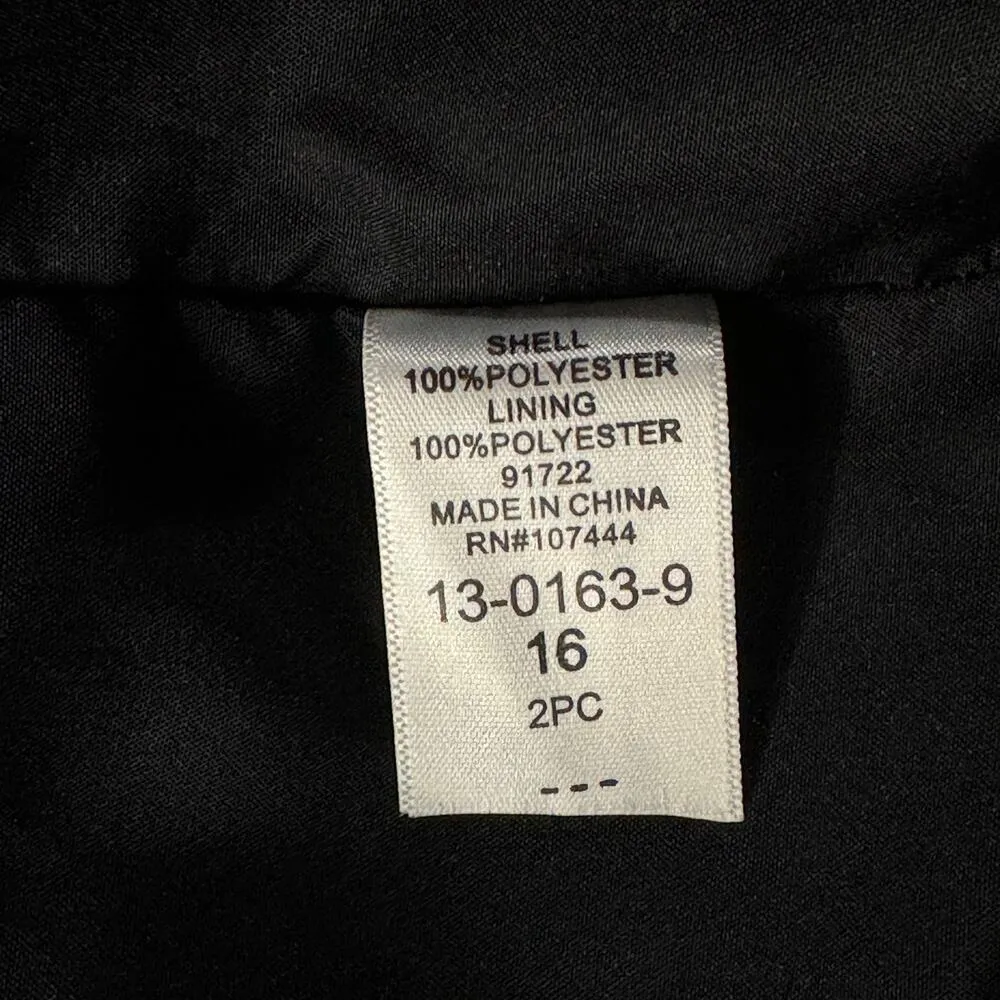 SHELL
100%POLYESTER
LINING
100%POLYESTER
91722
MADE IN CHINA
RN#107444
13-0163-9
16
2PC
---